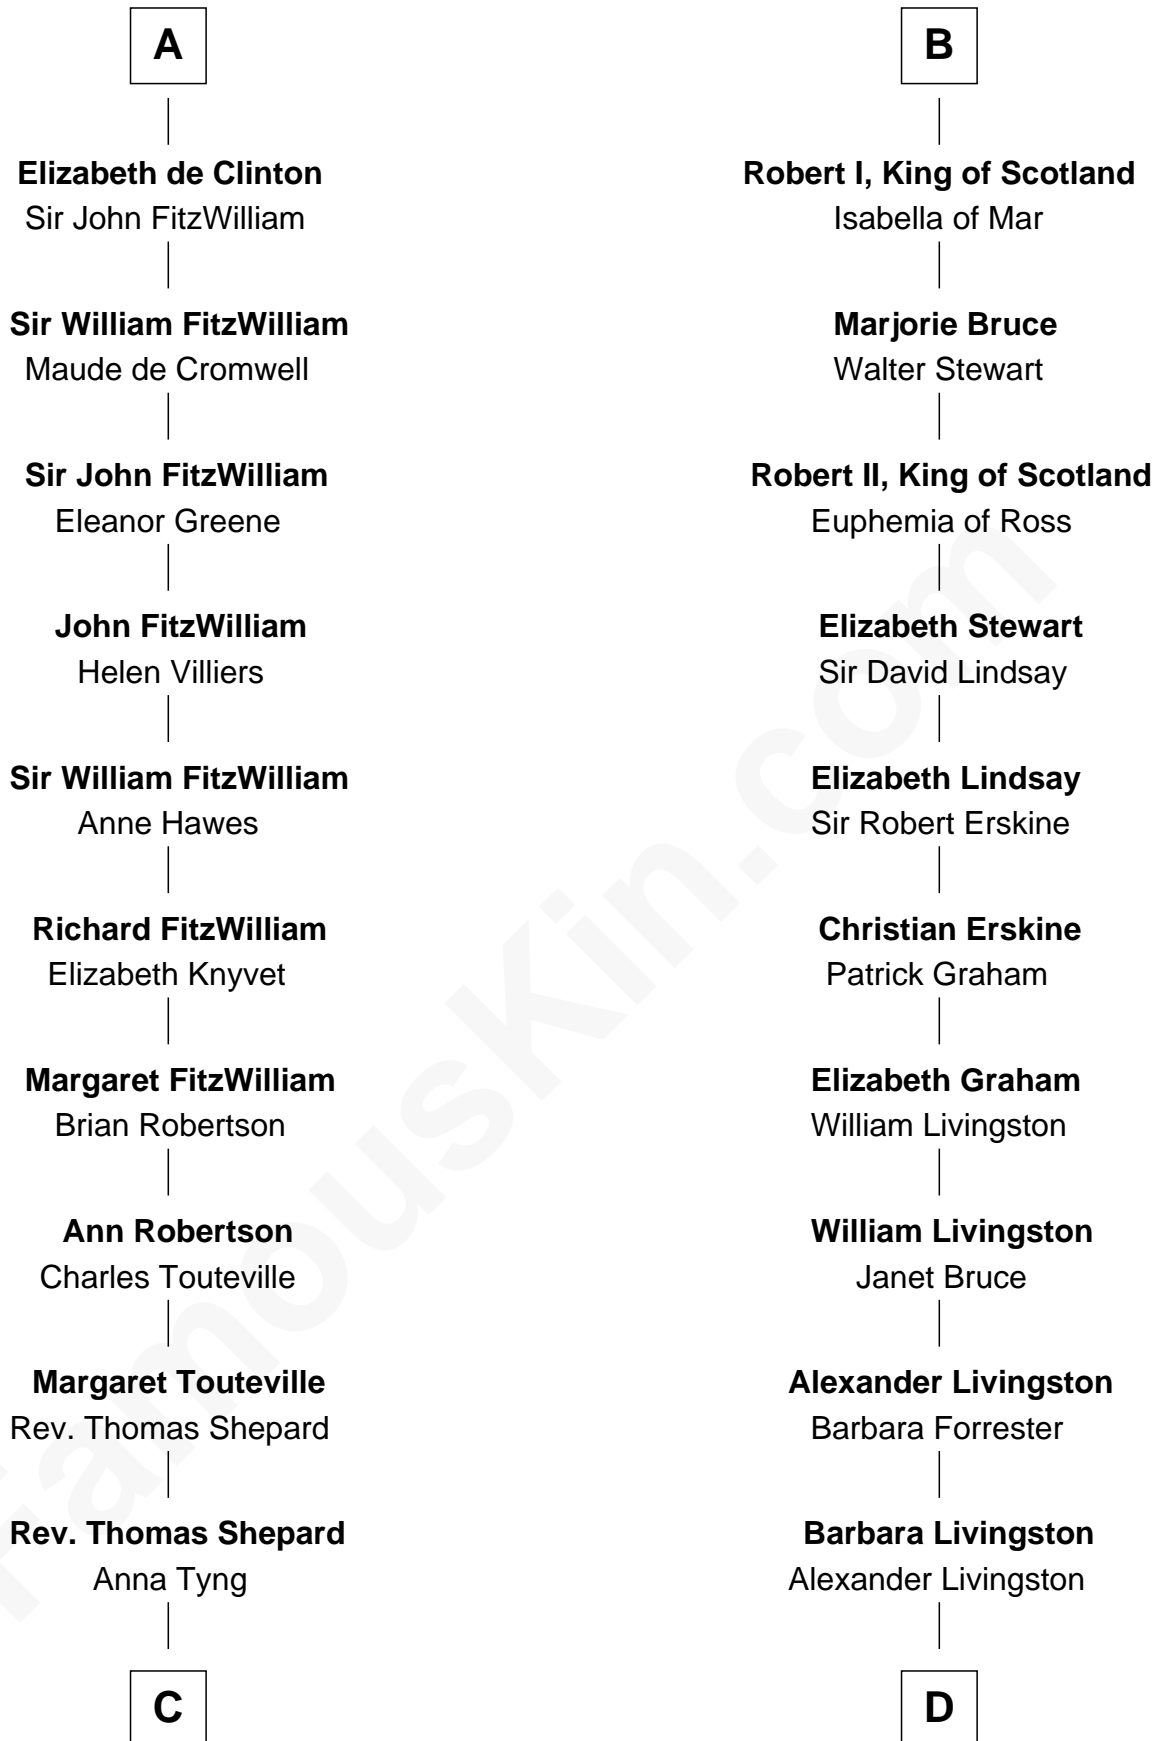 A
Elizabeth de Clinton
Sir John FitzWilliam
Sir William FitzWilliam
Maude de Cromwell
Sir John FitzWilliam
Eleanor Greene
John FitzWilliam
Helen Villiers
Sir William FitzWilliam
Anne Hawes
Richard FitzWilliam
Elizabeth Knyvet
Margaret FitzWilliam
Brian Robertson
Ann Robertson
Charles Touteville
Margaret Touteville
Rev. Thomas Shepard
Rev. Thomas Shepard
Anna Tyng
C
B
Robert I, King of Scotland
Isabella of Mar
Marjorie Bruce
Walter Stewart
Robert II, King of Scotland
Euphemia of Ross
Elizabeth Stewart
Sir David Lindsay
Elizabeth Lindsay
Sir Robert Erskine
Christian Erskine
Patrick Graham
Elizabeth Graham
William Livingston
William Livingston
Janet Bruce
Alexander Livingston
Barbara Forrester
Barbara Livingston
Alexander Livingston
D
FamousKin.com